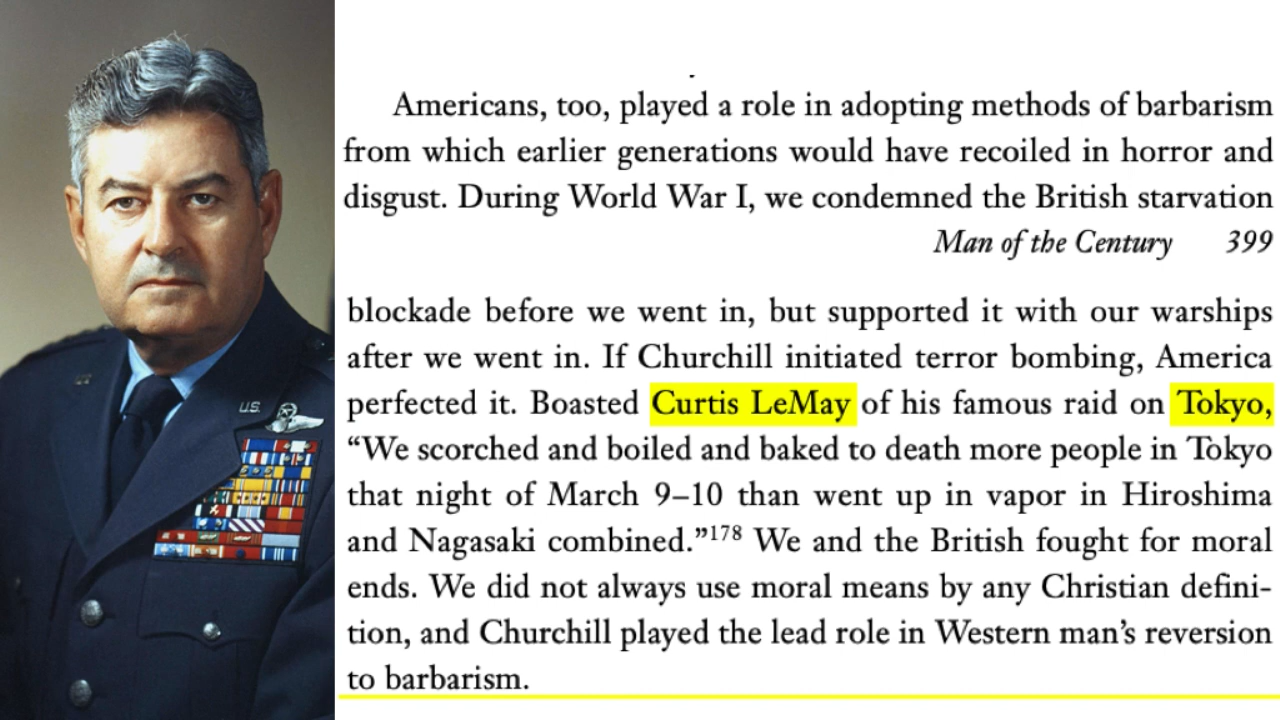 U.S.
Americans, too, played a role in adopting methods of barbarism
from which earlier generations would have recoiled in horror and
disgust. During World War I, we condemned the British starvation
Man of the Century 399
blockade before we went in, but supported it with our warships
after we went in. If Churchill initiated terror bombing, America
perfected it. Boasted Curtis LeMay of his famous raid on Tokyo,
“We scorched and boiled and baked to death more people in Tokyo
that night of March 9–10 than went up in vapor in Hiroshima
and Nagasaki combined.”178 We and the British fought for moral
ends. We did not always use moral means by any Christian defini-
tion, and Churchill played the lead role in Western man’s reversion
to barbarism.